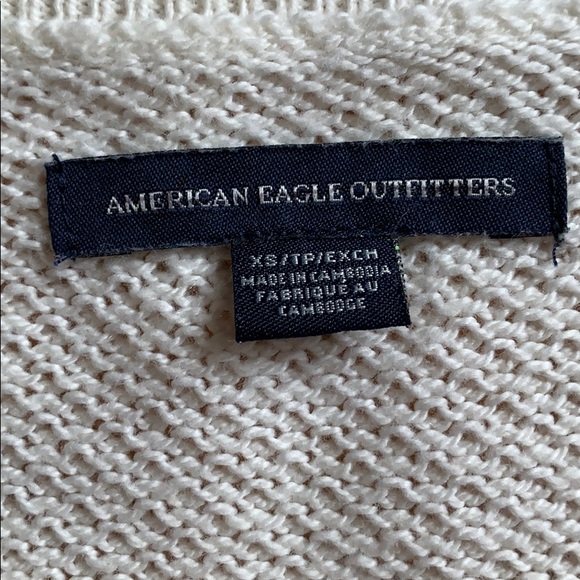 AMERICAN EAGLE OUTFITTERS
XS/TP/EXCH
MADE IN CAMBODIA
FABRIQUE AU
CAMBODGE